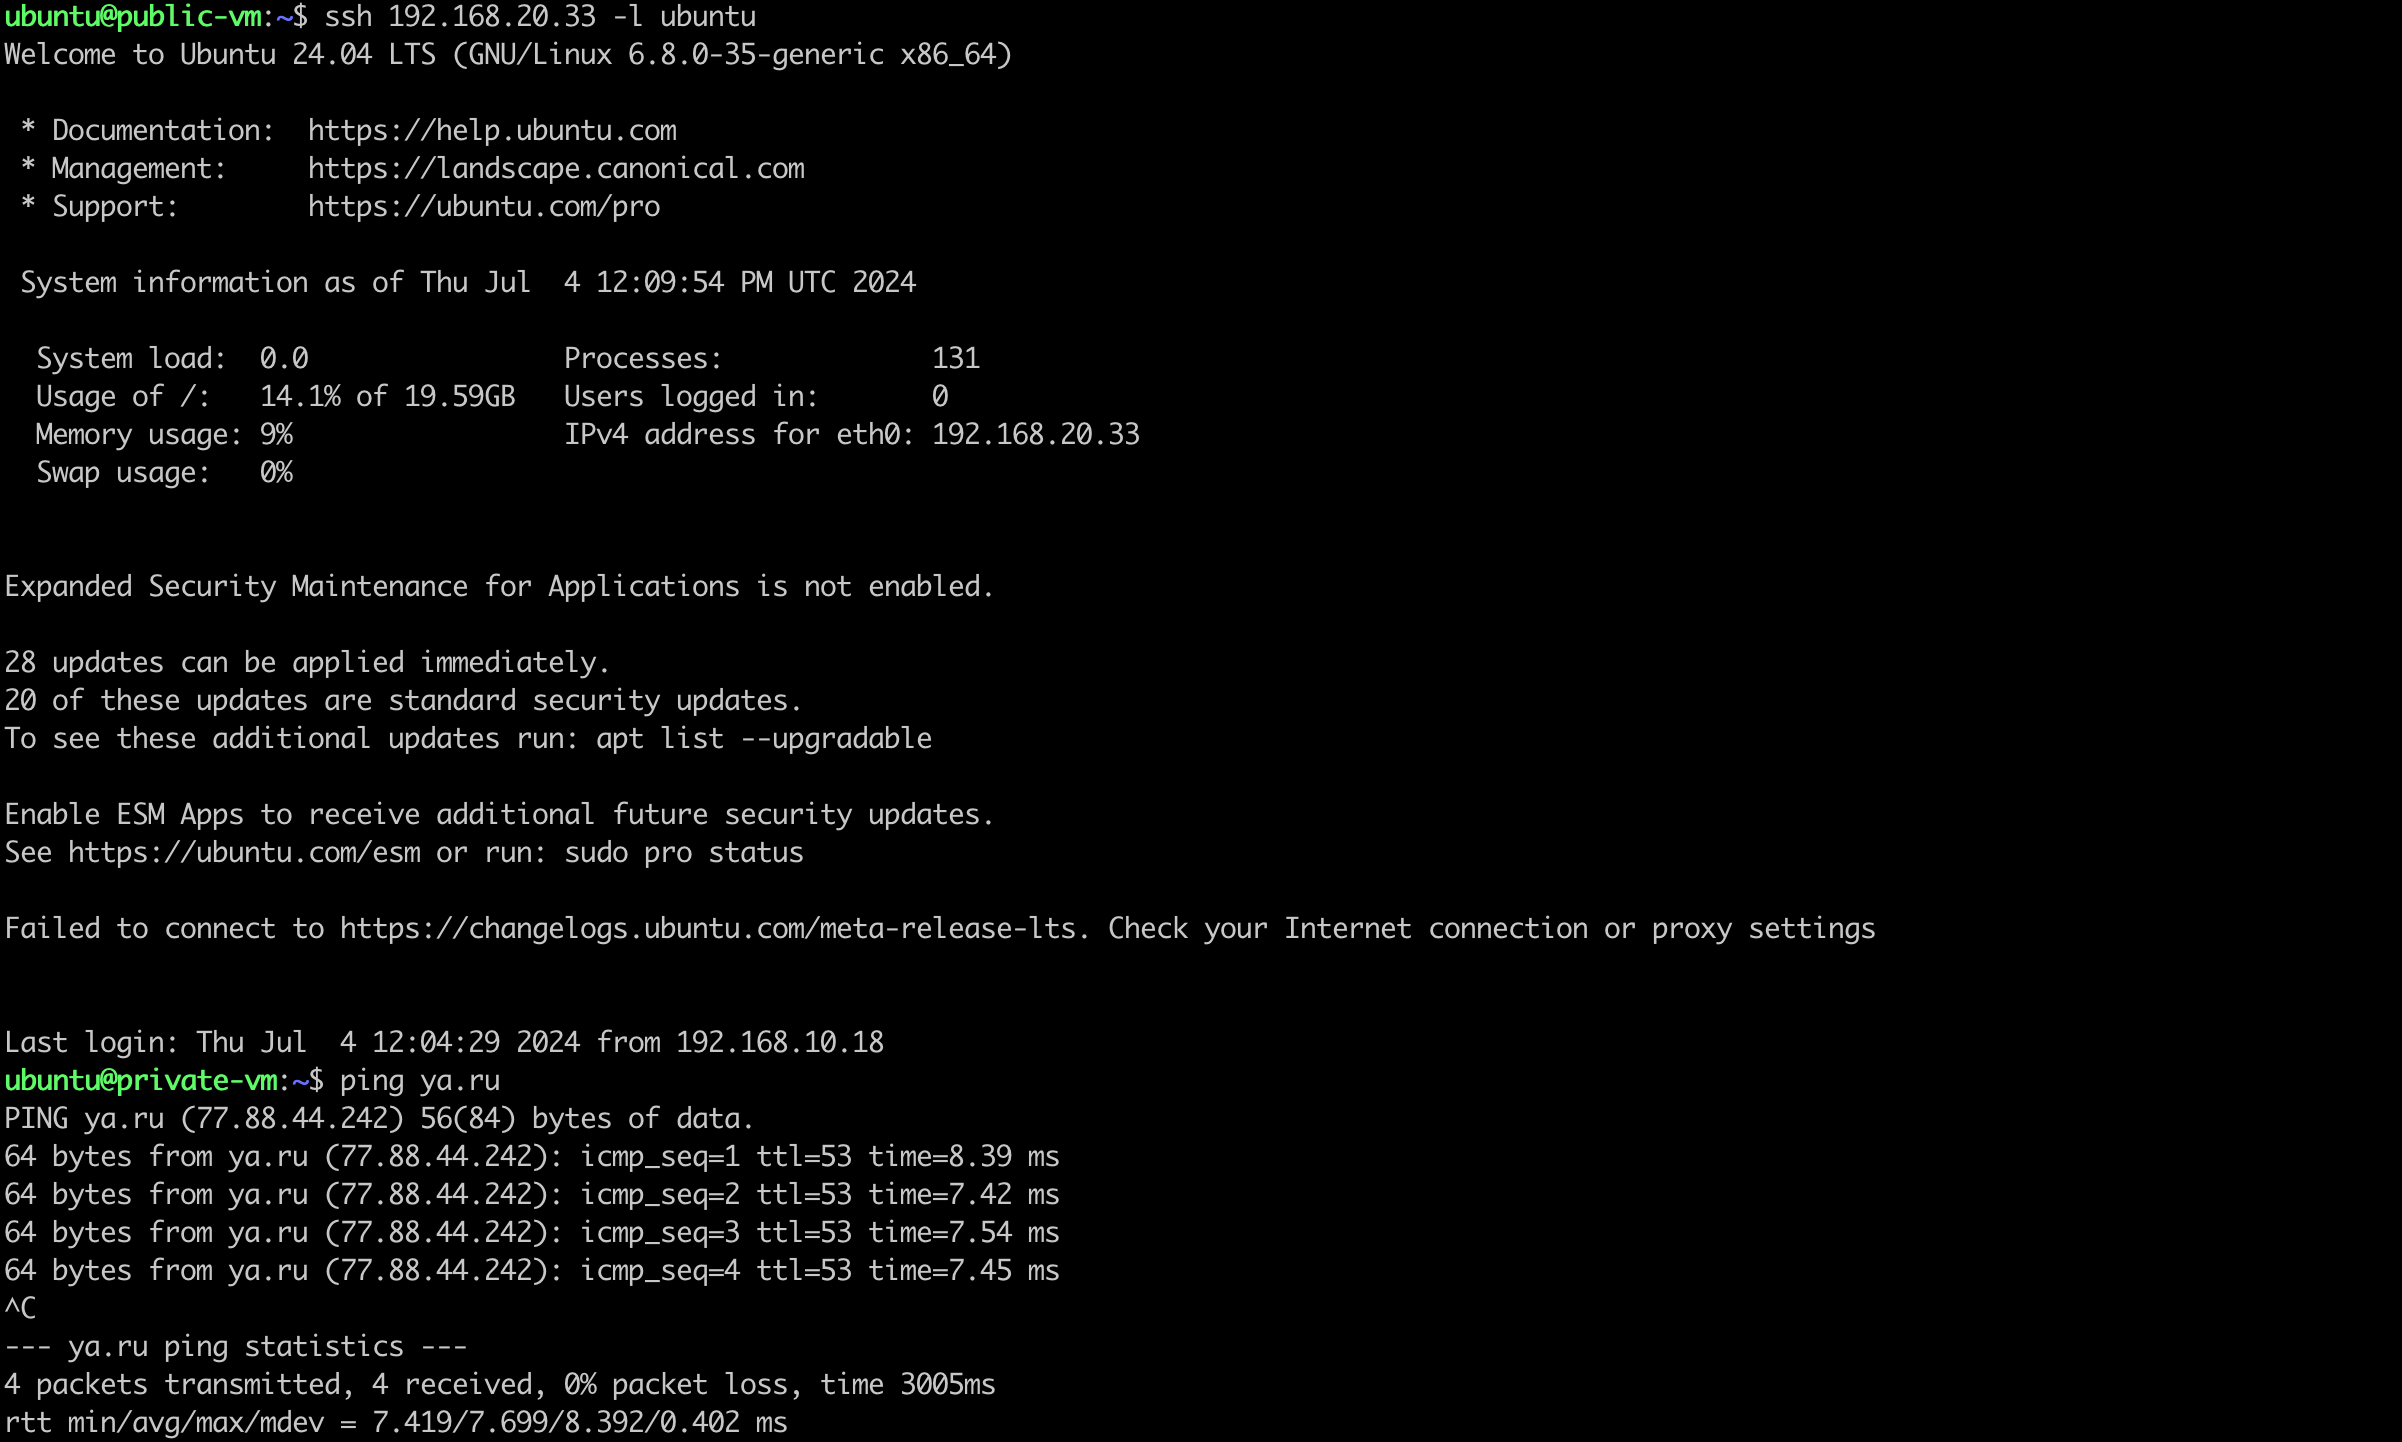 ubuntu@public-vm:~$ ssh 192.168.20.33 -l ubuntu
Welcome to Ubuntu 24.04 LTS (GNU/Linux 6.8.0-35-generic x86_64)

 * Documentation:  https://help.ubuntu.com
 * Management:     https://landscape.canonical.com
 * Support:        https://ubuntu.com/pro

 System information as of Thu Jul  4 12:09:54 PM UTC 2024

  System load:  0.0                Processes:             131
  Usage of /:   14.1% of 19.59GB   Users logged in:       0
  Memory usage: 9%                 IPv4 address for eth0: 192.168.20.33
  Swap usage:   0%


Expanded Security Maintenance for Applications is not enabled.

28 updates can be applied immediately.
20 of these updates are standard security updates.
To see these additional updates run: apt list --upgradable

Enable ESM Apps to receive additional future security updates.
See https://ubuntu.com/esm or run: sudo pro status

Failed to connect to https://changelogs.ubuntu.com/meta-release-lts. Check your Internet connection or proxy settings


Last login: Thu Jul  4 12:04:29 2024 from 192.168.10.18
ubuntu@private-vm:~$ ping ya.ru
PING ya.ru (77.88.44.242) 56(84) bytes of data.
64 bytes from ya.ru (77.88.44.242): icmp_seq=1 ttl=53 time=8.39 ms
64 bytes from ya.ru (77.88.44.242): icmp_seq=2 ttl=53 time=7.42 ms
64 bytes from ya.ru (77.88.44.242): icmp_seq=3 ttl=53 time=7.54 ms
64 bytes from ya.ru (77.88.44.242): icmp_seq=4 ttl=53 time=7.45 ms
^C
--- ya.ru ping statistics ---
4 packets transmitted, 4 received, 0% packet loss, time 3005ms
rtt min/avg/max/mdev = 7.419/7.699/8.392/0.402 ms